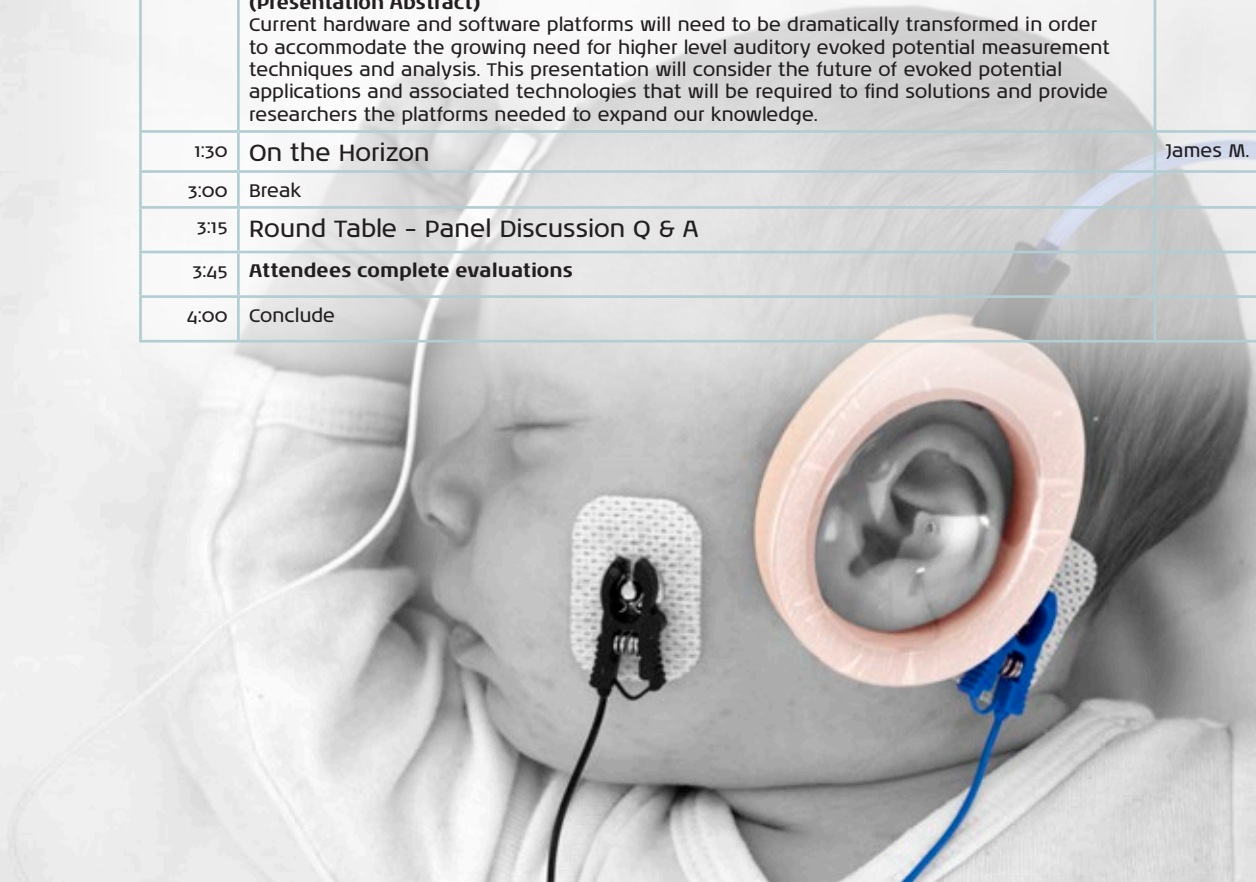 (Presentation Abstract)
Current hardware and software platforms will need to be dramatically transformed in order
to accommodate the growing need for higher level auditory evoked potential measurement
techniques and analysis. This presentation will consider the future of evoked potential
applications and associated technologies that will be required to find solutions and provide
researchers the platforms needed to expand our knowledge.
1:30 On the Horizon James M.
3:00 Break
3:15 Round Table – Panel Discussion Q & A
3:45 Attendees complete evaluations
4:00 Conclude